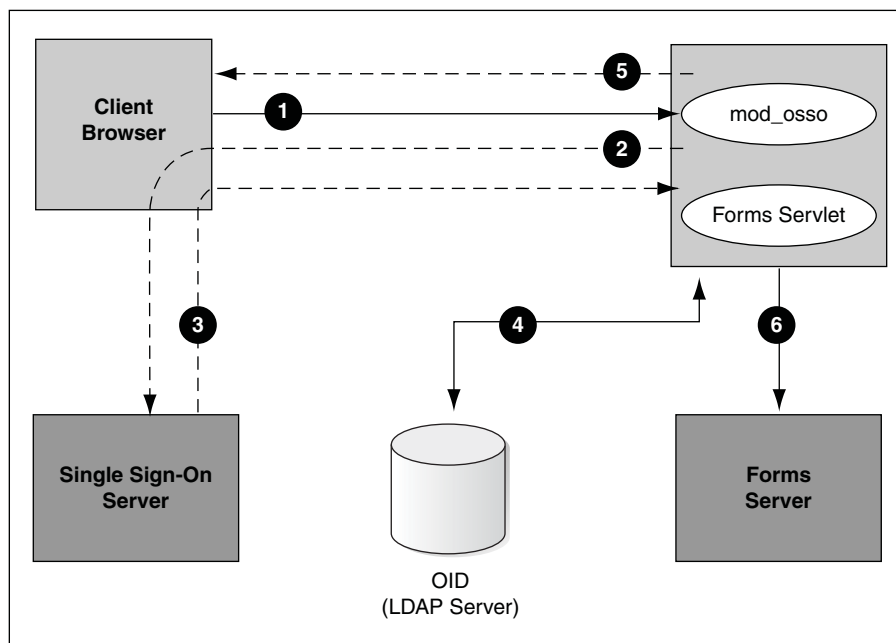 Client
Browser
5
1
mod_osso
2
Forms Servlet
3
4
6
Single Sign-On
Server
Forms
Server
OID
(LDAP Server)